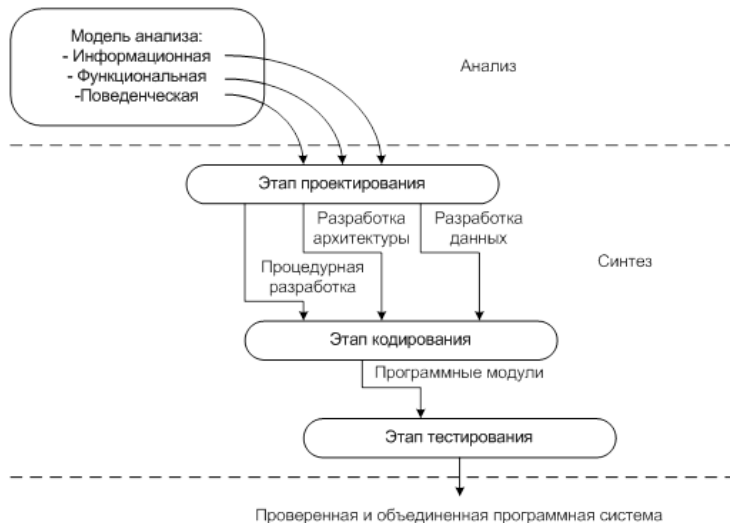 Модель анализа:
- Информационная
- Функциональная
-Поведенческая
Анализ
Этап проектирования
Разработка
архитектуры
Разработка
данных
Процедурная
разработка
Синтез
Этап кодирования
Программные модули
Этап тестирования
Проверенная и объединенная программная система